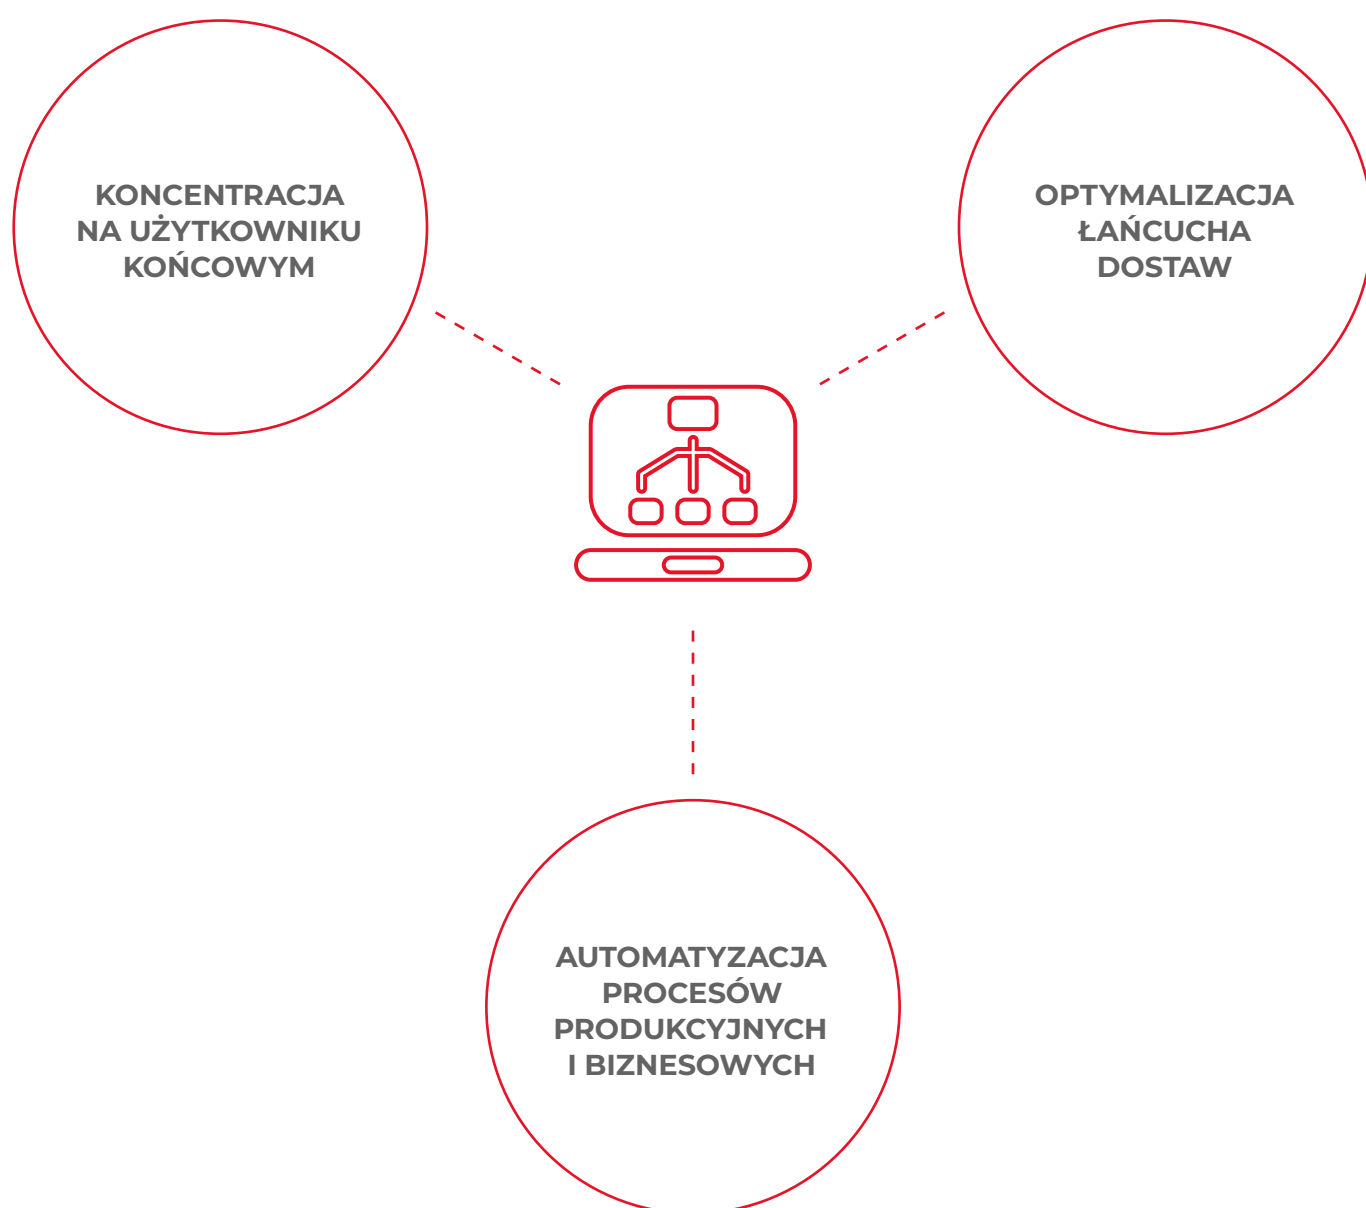 KONCENTRACJA
NA UŻYTKOWNIKU
KOŃCOWYM
OPTYMALIZACJA
ŁAŃCUCHA
DOSTAW
AUTOMATYZACJA
PROCESÓW
PRODUKCYJNYCH
I BIZNESOWYCH